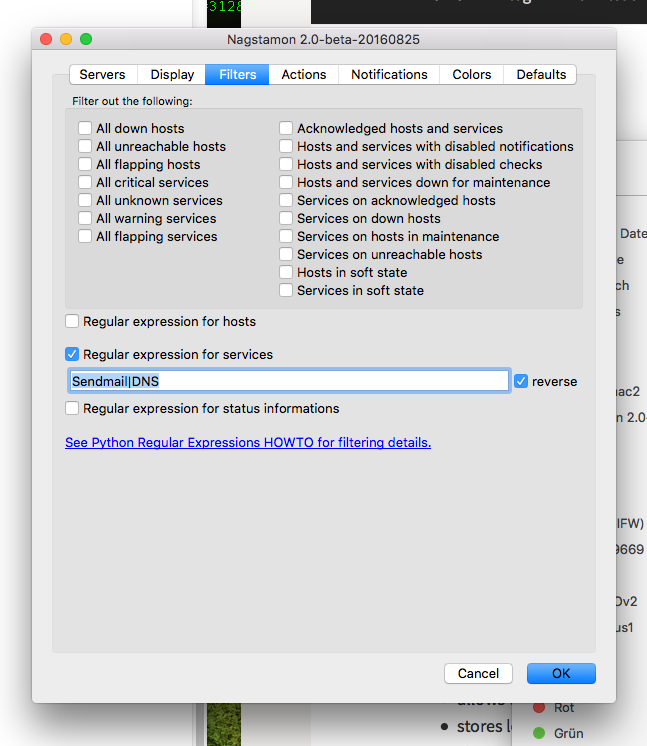 =3128
Nagstamon 2.0-beta-20160825
Servers Display Filters Actions Notifications Colors Defaults
Filter out the following:
All down hosts
All unreachable hosts
All flapping hosts
All critical services
All unknown services
All warning services
All flapping services
Acknowledged hosts and services
Hosts and services with disabled notifications
Hosts and services with disabled checks
Hosts and services down for maintenance
Services on acknowledged hosts
Services on down hosts
Services on hosts in maintenance
Services on unreachable hosts
Hosts in soft state
Services in soft state
Regular expression for hosts
Regular expression for services
Sendmail|DNS reverse
Regular expression for status informations
See Python Regular Expressions HOWTO for filtering details.
Cancel OK
Date
ch
mac2
n 2.0-
IFW)
9669
Ov2
us1
allows
• stores
Rot
Grün